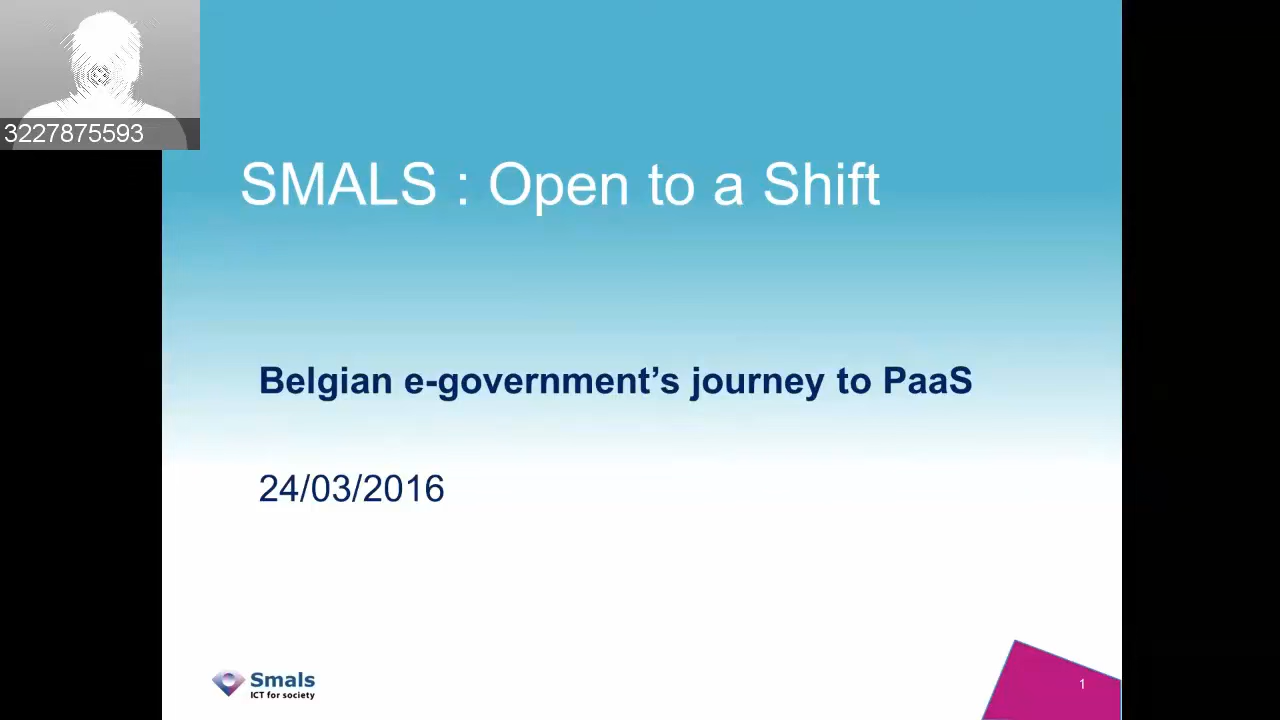 3227875593
SMALS : Open to a Shift
Belgian e-government’s journey to PaaS
24/03/2016
Smals
ICT for society
1